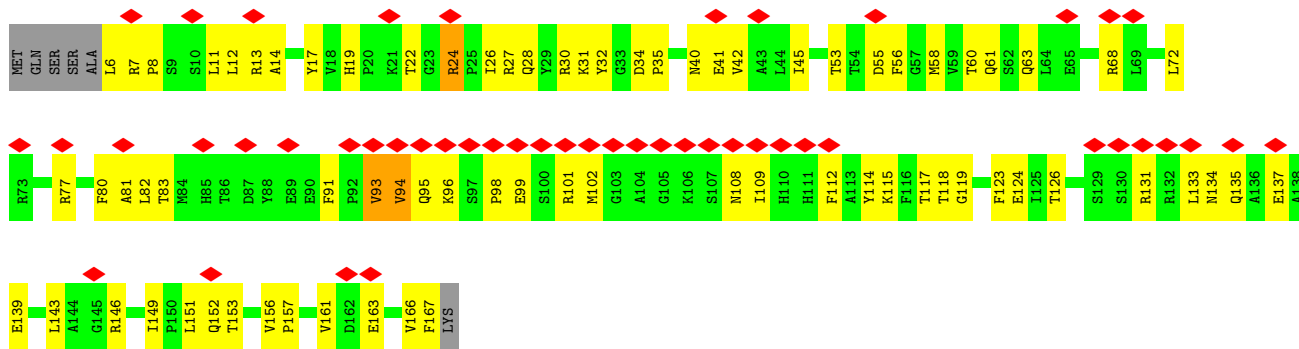 MET GLN SER SER ALA L6 R7 P8 S9 S10 L11 L12 R13 A14 Y17 V18 H19 P20 K21 T22 G23 R24 P25 I26 R27 Q28 Y29 R30 K31 Y32 G33 D34 P35 N40 E41 V42 A43 L44 I45 T53 T54 D55 F56 G57 M58 V59 T60 Q61 S62 Q63 L64 E65 R68 L69 L72
R73 R77 F80 A81 L82 T83 M84 H85 T86 D87 Y88 E89 E90 F91 P92 V93 V94 Q95 K96 S97 P98 E99 S100 R101 M102 G103 A104 G105 K106 S107 N108 I109 H110 H111 F112 A113 Y114 K115 F116 T117 T118 G119 F123 E124 I125 T126 S129 S130 R131 R132 L133 N134 Q135 A136 E137 A138
E139 L143 A144 G145 R146 I149 P150 L151 Q152 T153 V156 P157 V161 D162 E163 V166 F167 LYS